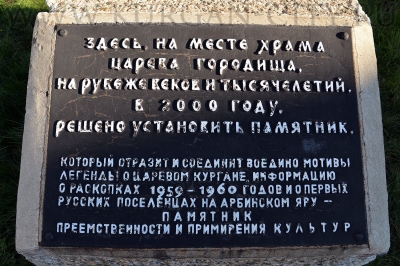 ЗДЕСЬ, НА МЕСТЕ ХРАМА
ЦАРЕВА ГОРОДИЩА,
НА РУБЕЖЕ ВЕКОВ И ТЫСЯЧЕЛЕТИЙ,
В 2000 ГОДУ,
РЕШЕНО УСТАНОВИТЬ ПАМЯТНИК,
КОТОРЫЙ ОТРАЗИТ И СОЕДИНИТ ВОЕДИНО МОТИВЫ
ЛЕГЕНДЫ О ЦАРЕВОМ КУРГАНЕ, ИНФОРМАЦИЮ
О РАСКОПКАХ 1959-1960 ГОДОВ И О ПЕРВЫХ
РУССКИХ ПОСЕЛЕНЦАХ НА АРБИНСКОМ ЯРУ –
ПАМЯТНИК
ПРЕЕМСТВЕННОСТИ И ПРИМИРЕНИЯ КУЛЬТУР